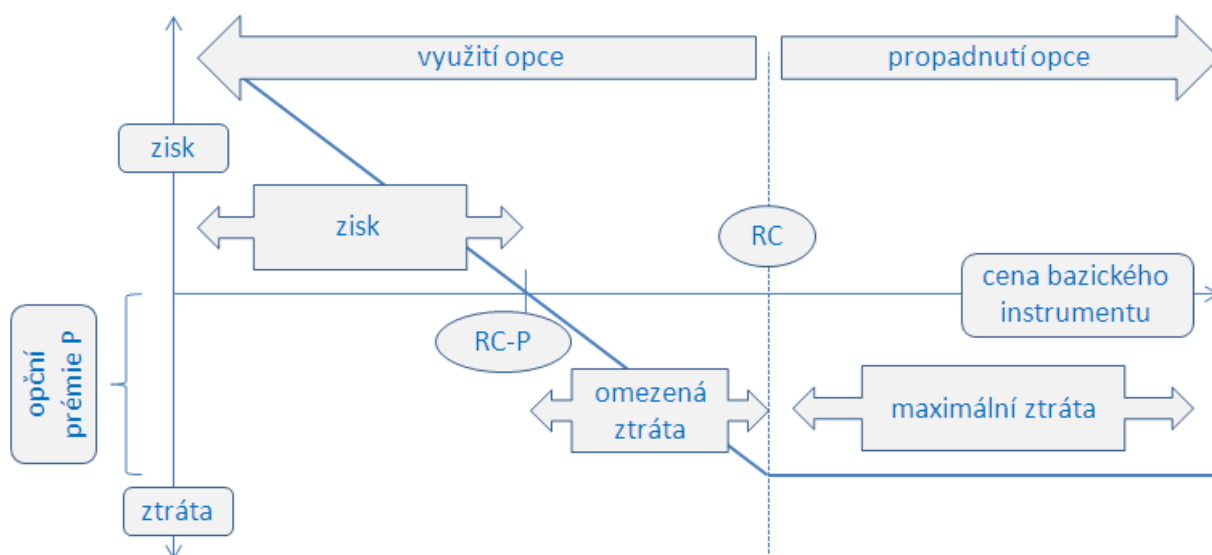 využití opce
propadnutí opce
zisk
zisk
RC
cena bazického
instrumentu
opční
prémie P
RC-P
omezená
ztráta
maximální ztráta
ztráta